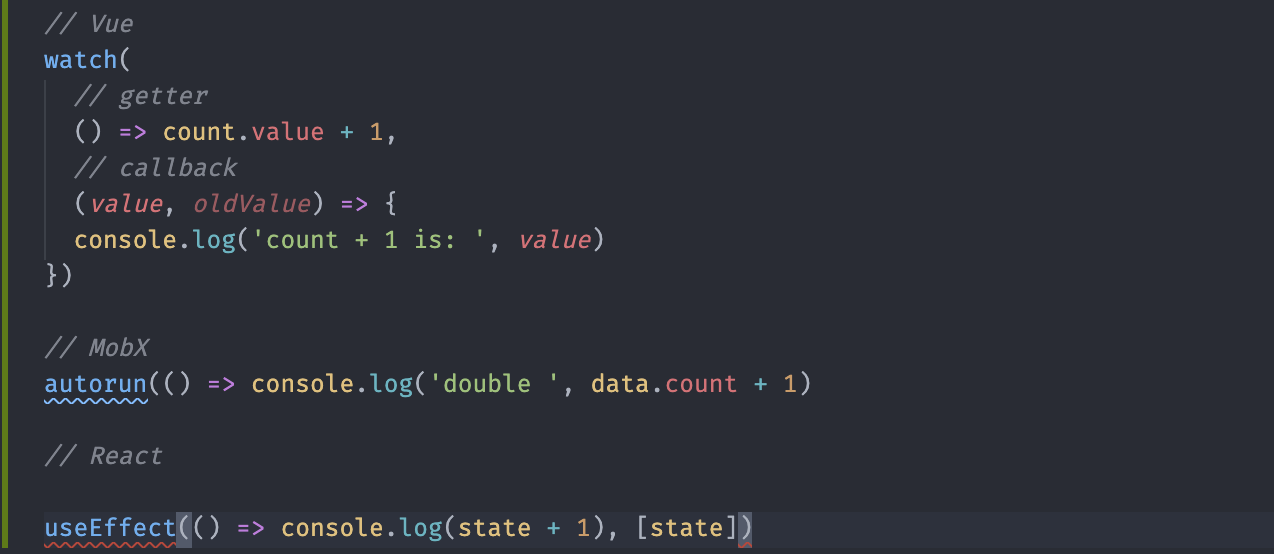 // Vue
watch(
// getter
() => count.value + 1,
// callback
(value, oldValue) => {
console.log('count + 1 is: ', value)
})
// MobX
autorun(() => console.log('double ', data.count + 1)
// React
useEffect(() => console.log(state + 1), [state])